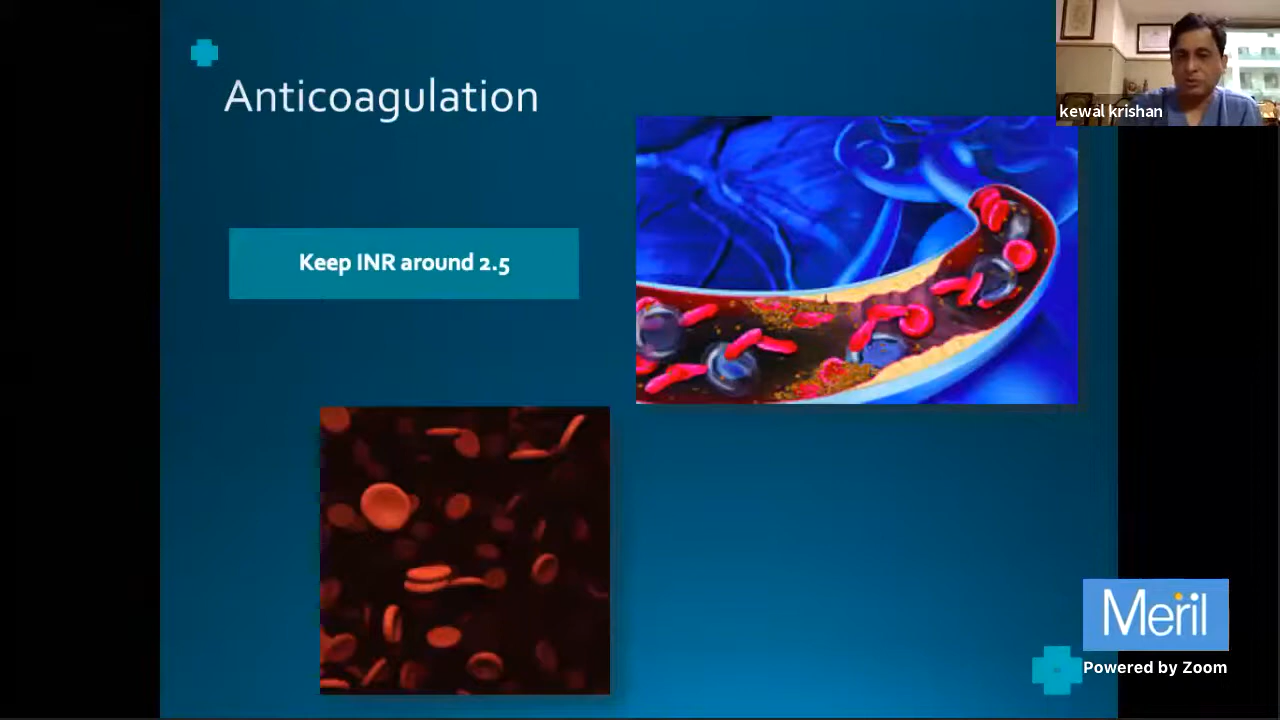 Anticoagulation
kewal krishan
Keep INR around 2.5
Meril
Powered by Zoom